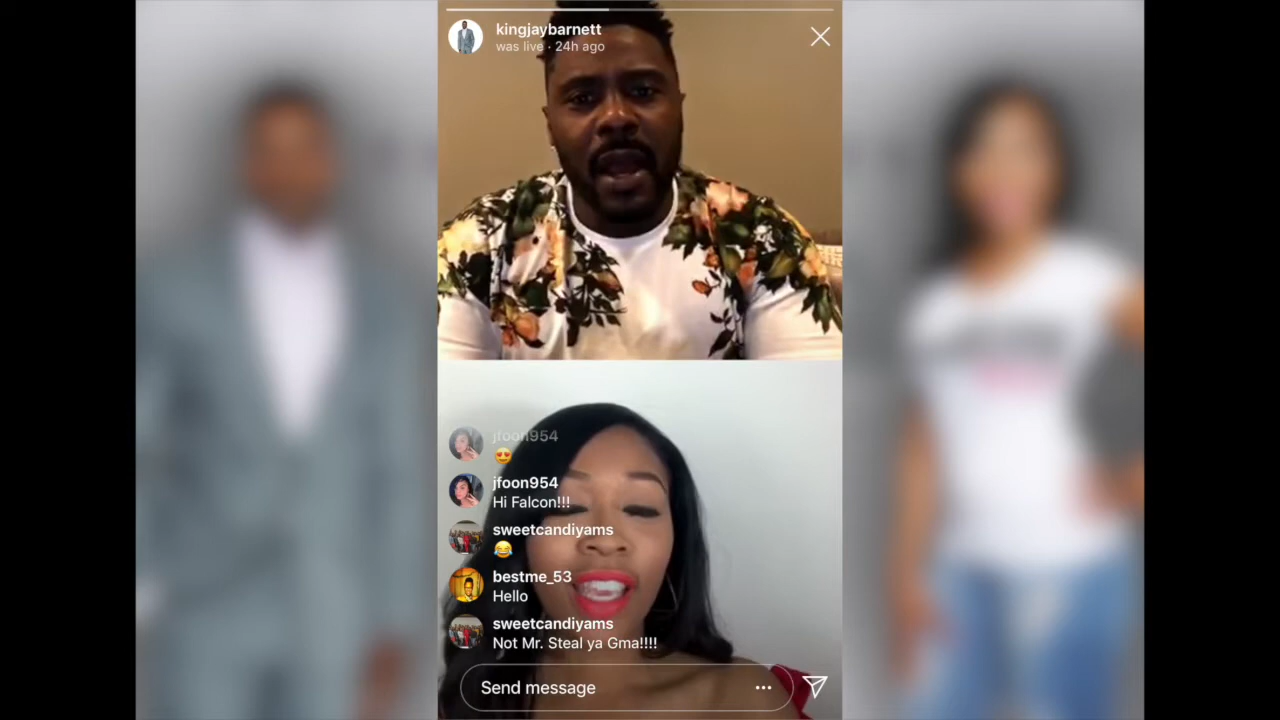 kingjaybarnett
was live · 24h ago
jfoon954
😍
jfoon954
Hi Falcon!!!
sweetcandiyams
😂
bestme_53
Hello
sweetcandiyams
Not Mr. Steal ya Gma!!!!
Send message